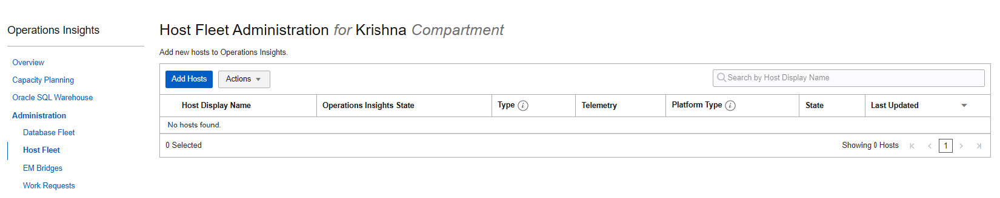 Operations Insights
Overview
Capacity Planning
Oracle SQL Warehouse
Administration
Database Fleet
Host Fleet
EM Bridges
Work Requests
Host Fleet Administration for Krishna Compartment
Add new hosts to Operations Insights.
Add Hosts Actions Search by Host Display Name
Host Display Name Operations Insights State Type i Telemetry Platform Type i State Last Updated
No hosts found.
0 Selected Showing 0 Hosts 1